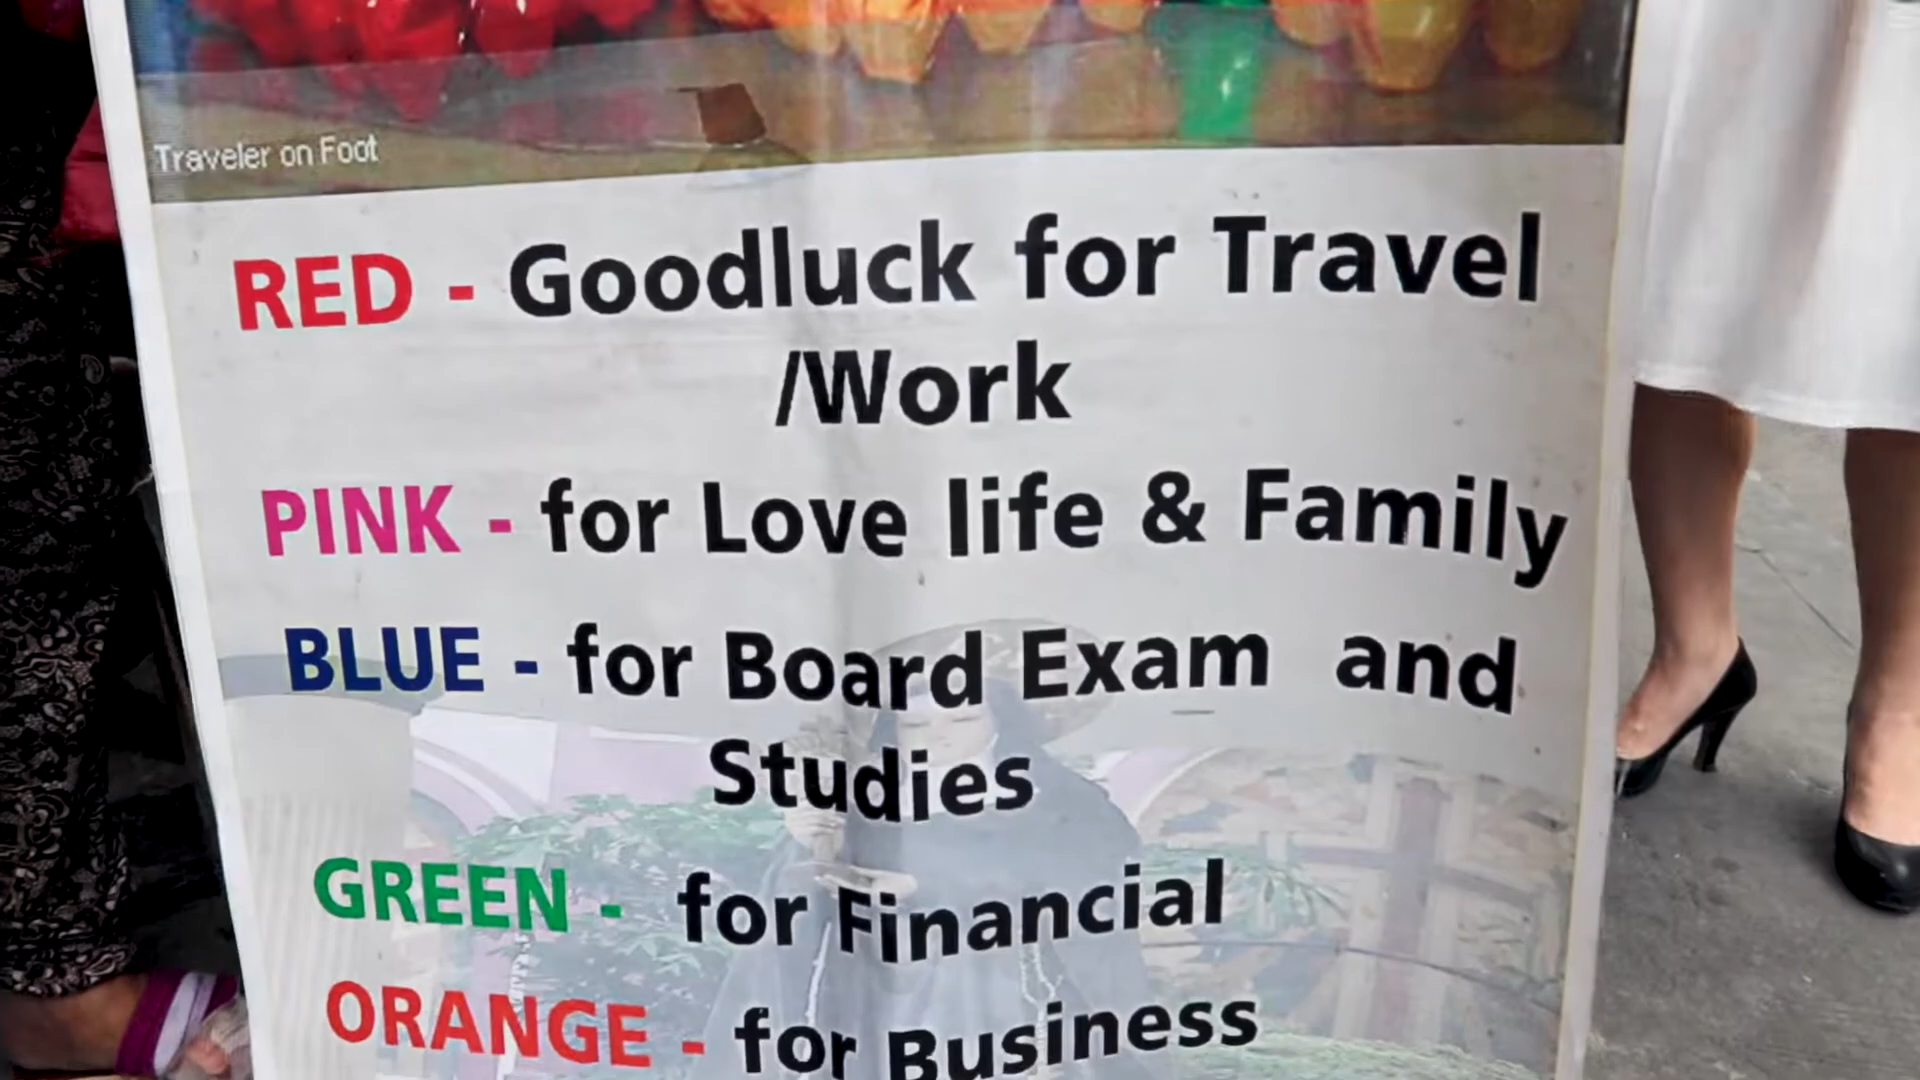 Traveler on Foot
RED - Goodluck for Travel
/Work
PINK - for Love life & Family
BLUE - for Board Exam and
Studies
GREEN - for Financial
ORANGE - for Business